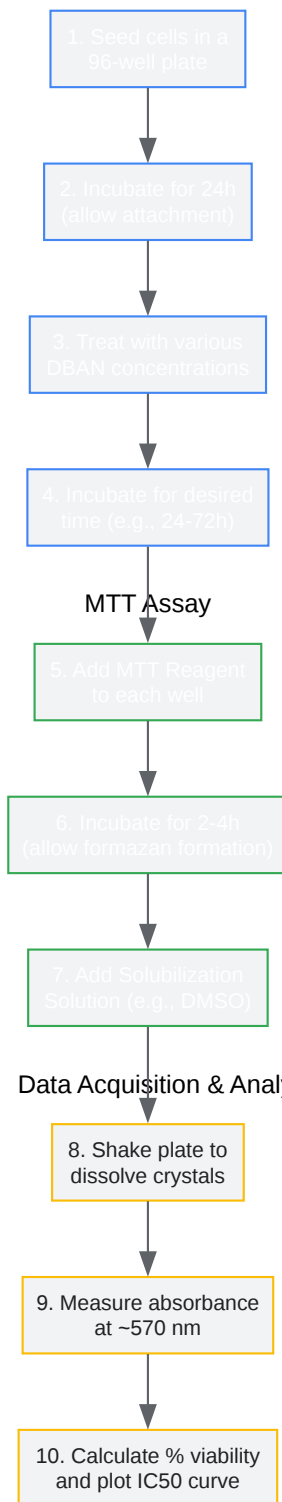 1. Seed cells in a
96-well plate
2. Incubate for 24h
(allow attachment)
3. Treat with various
DBAN concentrations
4. Incubate for desired
time (e.g., 24-72h)
MTT Assay
5. Add MTT Reagent
to each well
6. Incubate for 2-4h
(allow formazan formation)
7. Add Solubilization
Solution (e.g., DMSO)
Data Acquisition & Analy
8. Shake plate to
dissolve crystals
9. Measure absorbance
at ~570 nm
10. Calculate % viability
and plot IC50 curve